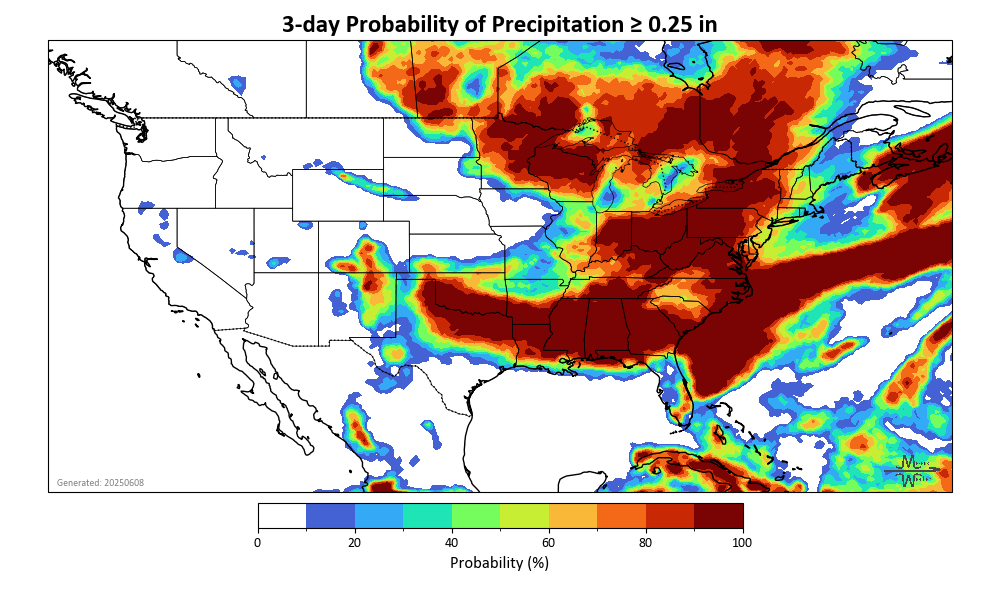 3-day Probability of Precipitation ≥ 0.25 in
Generated: 20250608
0 20 40 60 80 100
Probability (%)